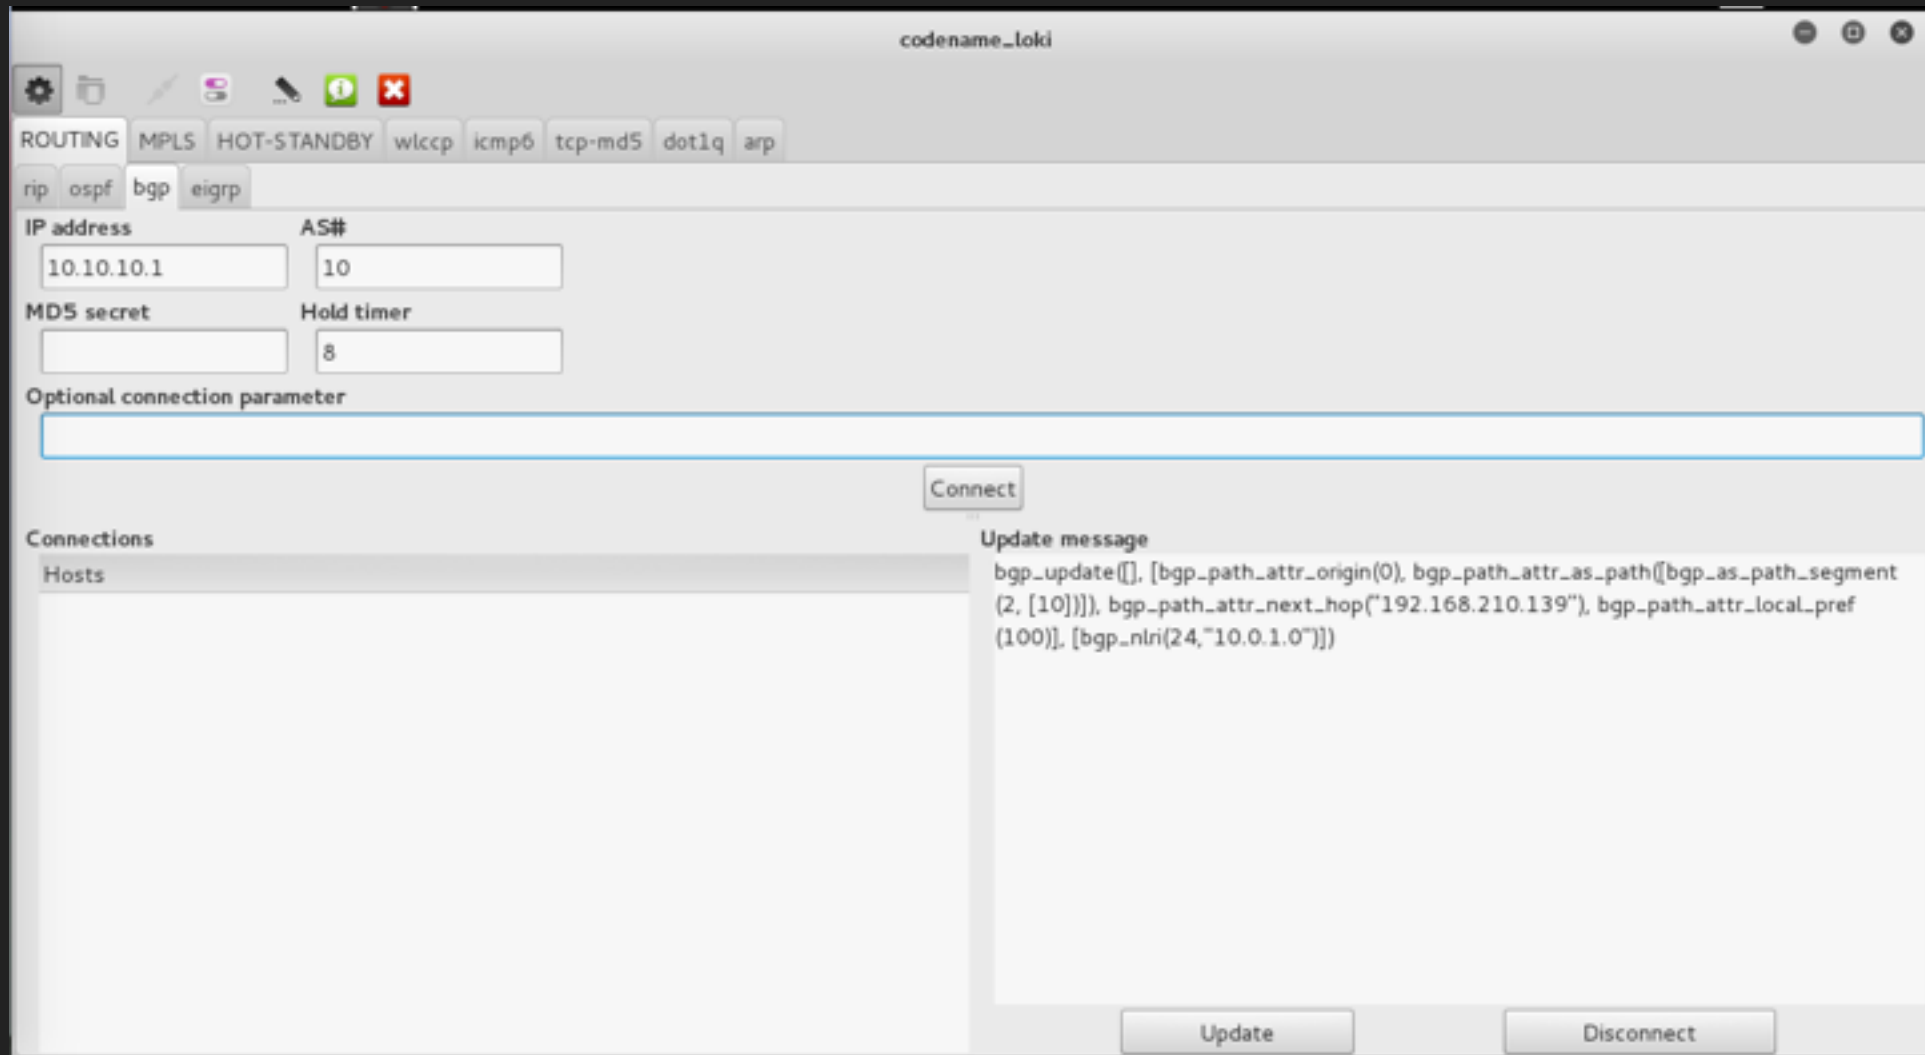 codename_loki
ROUTING MPLS HOT-STANDBY wlccp icmp6 tcp-md5 dot1q arp
rip ospf bgp eigrp
IP address AS#
10.10.10.1 10
MD5 secret Hold timer
8
Optional connection parameter
Connect
Connections
Hosts
Update message
bgp_update([], [bgp_path_attr_origin(0), bgp_path_attr_as_path([bgp_as_path_segment
(2, [10])]), bgp_path_attr_next_hop("192.168.210.139"), bgp_path_attr_local_pref
(100)], [bgp_nlri(24,"10.0.1.0")])
Update Disconnect